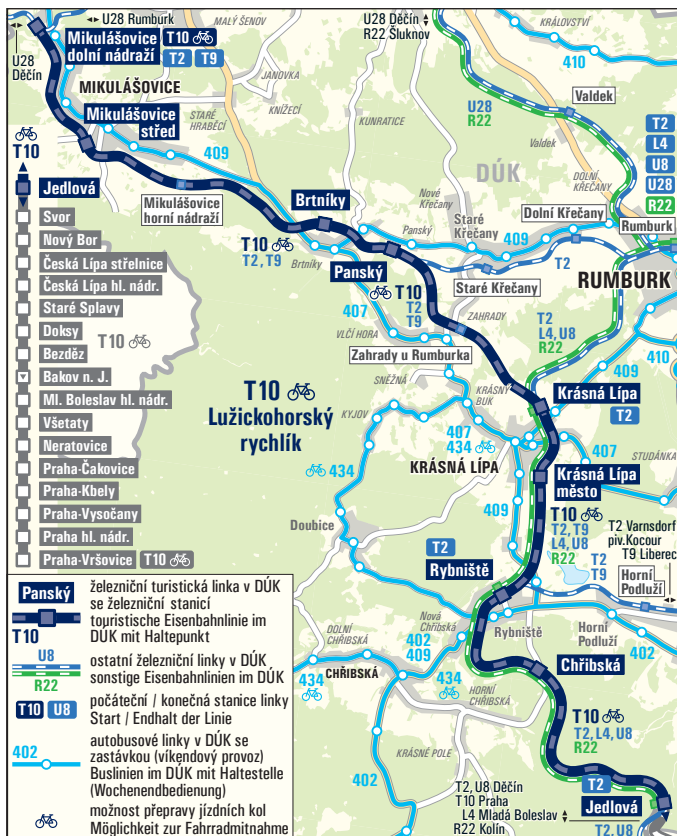 U28 Rumburk
Mikulášovice
dolní nádraží
T10
T2 T9
U28
Děčín
MIKULÁŠOVICE
MALÝ ŠENOV
JANOVKA
KNÍŽECÍ
STARÉ
HRABĚCÍ
Mikulášovice
střed
409
Mikulášovice
horní nádraží
KUNRATICE
U28 Děčín
R22 Šluknov
KRÁLOVSTVÍ
410
Valdek
Valdek
U28
R22
DÚK
DOLNÍ
KŘEČANY
T2
L4
U8
U28
R22
Rumburk
RUMBURK
Dolní Křečany
409
Nové
Křečany
Staré
Křečany
Panský
Brtníky
Brtníky
T10
T2, T9
Panský
T10
T2
T9
T2
Staré Křečany
ZAHRADY
407
VLČÍ HORA
Zahrady u Rumburka
T2
L4, U8
R22
409
410
SNĚŽNÁ
KRÁSNÝ
BUK
KYJOV
T10
Lužickohorský
rychlík
Krásná Lípa
T2
407
434
KRÁSNÁ LÍPA
407
STUDÁNKA
434
Doubice
409
Krásná Lípa
město
T10
T2, T9
L4, U8
R22
T2 Varnsdorf
piv.Kocour
T9 Liberec
T2
T9
Horní
Podluží
T2
Rybniště
Rybniště
Horní
Podluží
402
Nová
Chřibská
402
409
DOLNÍ
CHŘIBSKÁ
CHŘIBSKÁ
434
434
HORNÍ
CHŘIBSKÁ
Chřibská
KRÁSNÉ POLE
402
T10
T2, L4, U8
R22
T2, U8 Děčín
T10 Praha
L4 Mladá Boleslav
R22 Kolín
T2
Jedlová
T2, U8
T10
Jedlová
Svor
Nový Bor
Česká Lípa střelnice
Česká Lípa hl. nádr.
Staré Splavy
Doksy
Bezděz
Bakov n. J.
Ml. Boleslav hl. nádr.
Všetaty
Neratovice
Praha-Čakovice
Praha-Kbely
Praha-Vysočany
Praha hl. nádr.
Praha-Vršovice T10
T10
Panský
T10
železniční turistická linka v DÚK
se železniční stanicí
touristische Eisenbahnlinie im
DÚK mit Haltepunkt
U8
R22
ostatní železniční linky v DÚK
sonstige Eisenbahnlinien im DÚK
T10 U8
počáteční / konečná stanice linky
Start / Endhalt der Linie
402
autobusové linky v DÚK se
zastávkou (víkendový provoz)
Buslinien im DÚK mit Haltestelle
(Wochenendbedienung)
možnost přepravy jízdních kol
Möglichkeit zur Fahrradmitnahme